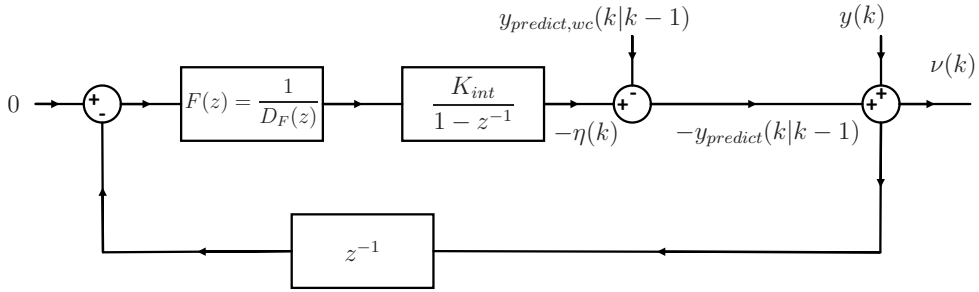 y_{predict,wc}(k|k−1)
y(k)
ν(k)
0
+
-
F(z) = 1/D_F(z)
K_{int}/(1 − z^{-1})
+
-
+
+
−η(k)
−y_{predict}(k|k−1)
z^{-1}